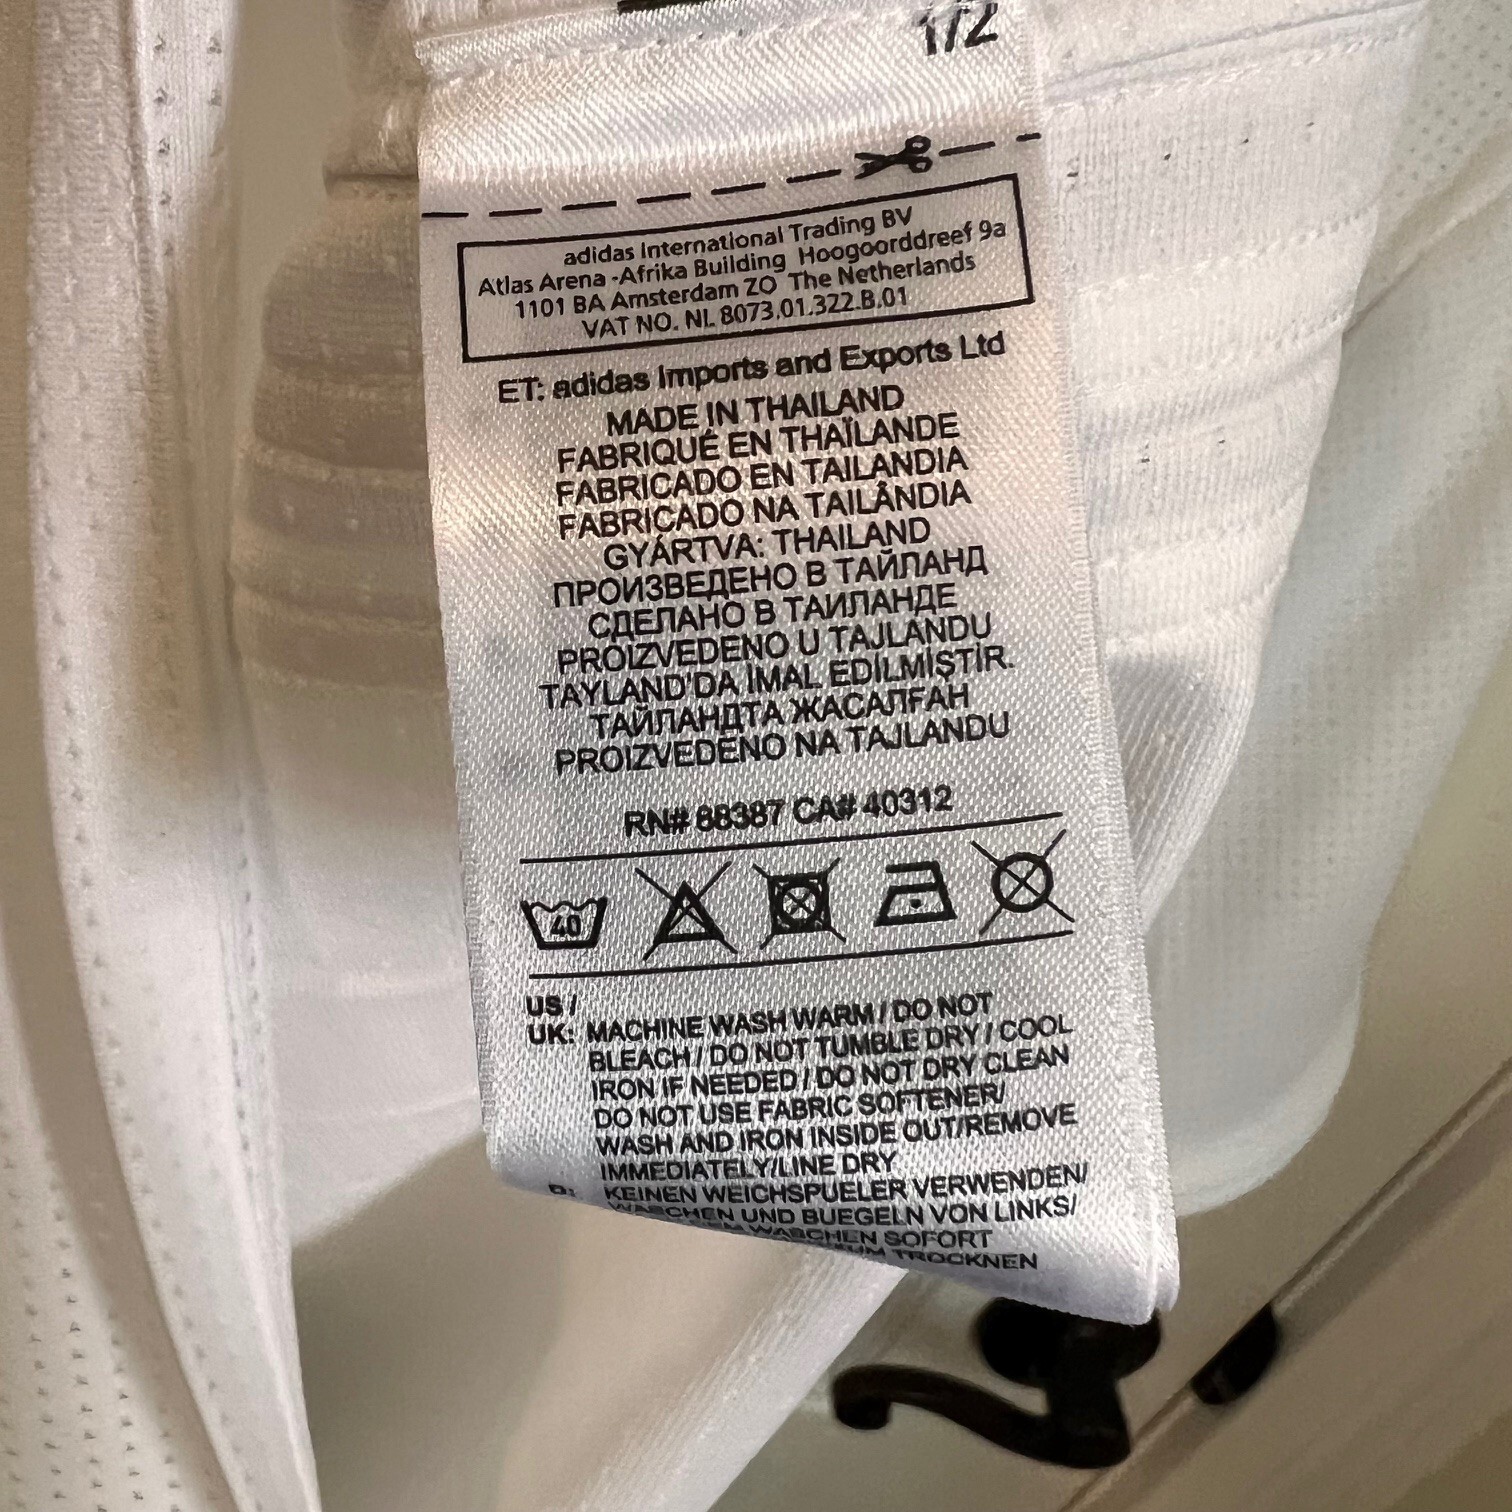 1/2
adidas International Trading BV
Atlas Arena -Afrika Building Hoogoorddreef 9a
1101 BA Amsterdam ZO The Netherlands
VAT NO. NL 8073.01.322.B.01
ET: adidas Imports and Exports Ltd
MADE IN THAILAND
FABRIQUÉ EN THAÏLANDE
FABRICADO EN TAILANDIA
FABRICADO NA TAILÂNDIA
GYÁRTVA: THAILAND
ПРОИЗВЕДЕНО В ТАЙЛАНД
СДЕЛАНО В ТАИЛАНДЕ
PROIZVEDENO U TAJLANDU
TAYLAND'DA İMAL EDİLMİŞTİR.
ТАЙЛАНДТА ЖАСАЛҒАН
PROIZVEDENO NA TAJLANDU
RN# 88387 CA# 40312
40
US /
UK: MACHINE WASH WARM / DO NOT
BLEACH / DO NOT TUMBLE DRY / COOL
IRON IF NEEDED / DO NOT DRY CLEAN
DO NOT USE FABRIC SOFTENER/
WASH AND IRON INSIDE OUT/REMOVE
IMMEDIATELY/LINE DRY
D: KEINEN WEICHSPUELER VERWENDEN/
WASCHEN UND BUEGELN VON LINKS/
WASCHEN SOFORT
TROCKNEN